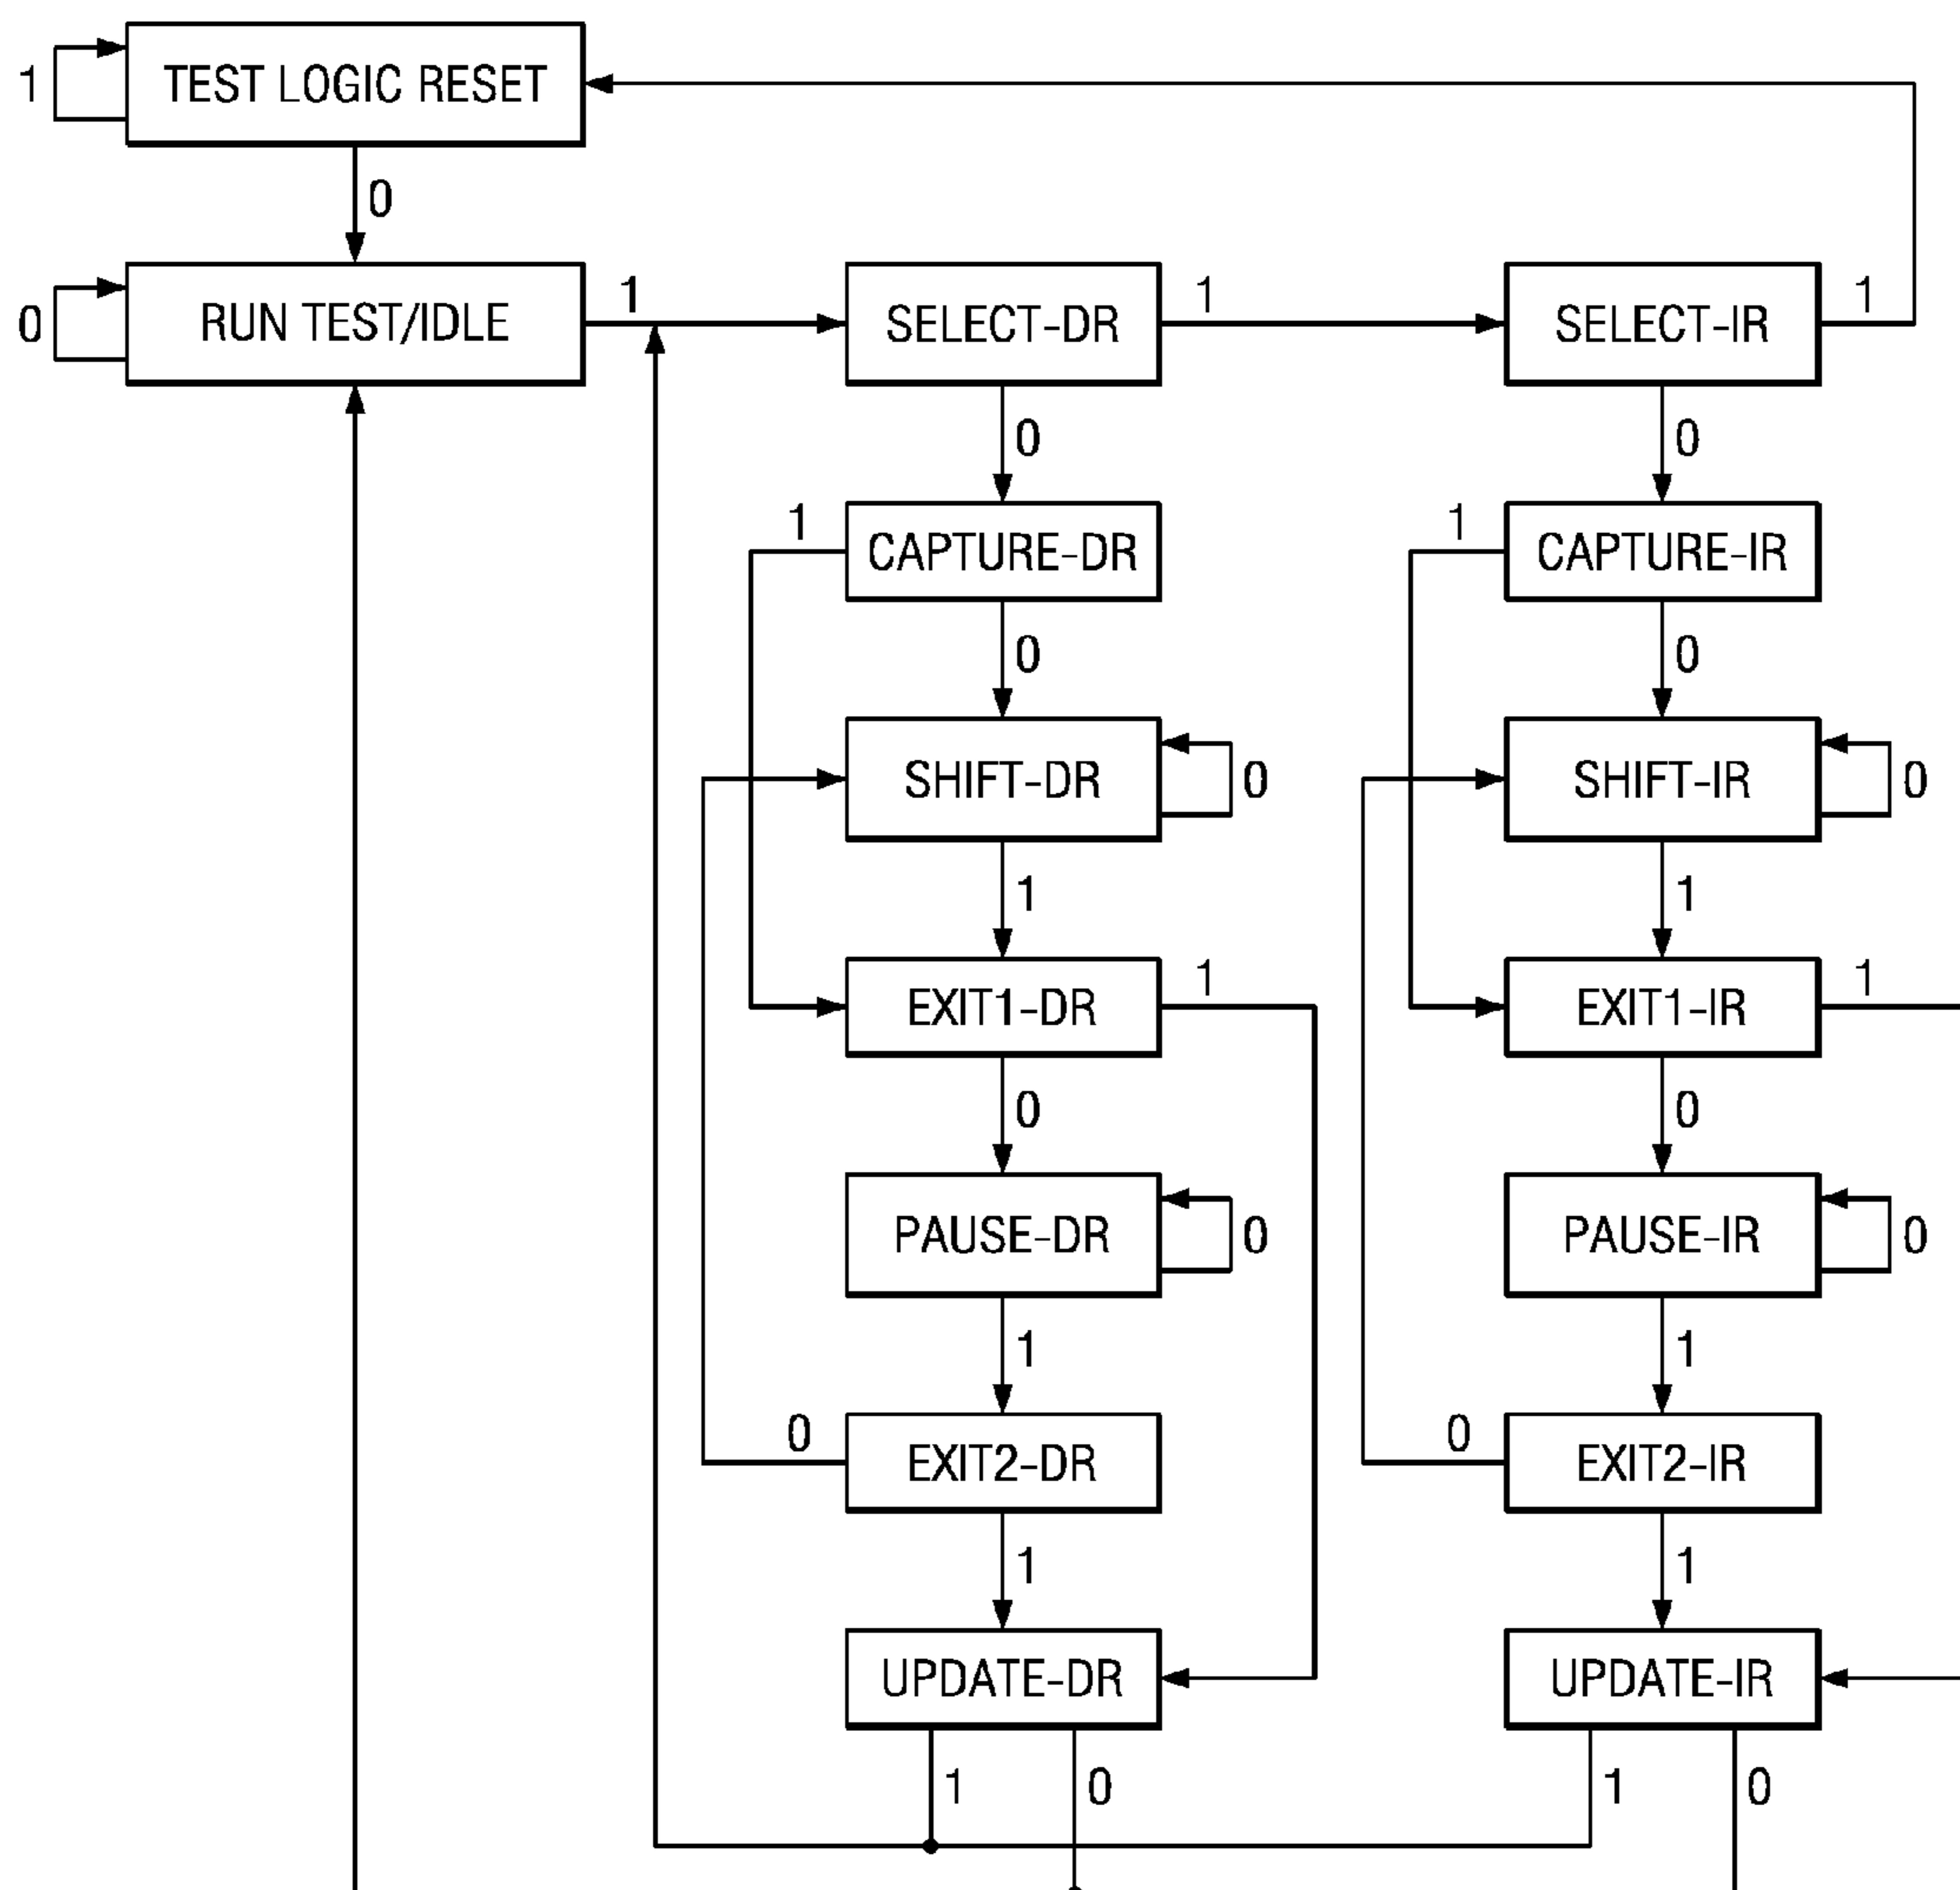 1
TEST LOGIC RESET
0
0
RUN TEST/IDLE
1
SELECT-DR
1
SELECT-IR
1
0
0
1
CAPTURE-DR
1
CAPTURE-IR
0
0
SHIFT-DR
0
SHIFT-IR
0
1
1
EXIT1-DR
1
EXIT1-IR
1
0
0
PAUSE-DR
0
PAUSE-IR
0
1
1
0
EXIT2-DR
0
EXIT2-IR
1
1
UPDATE-DR
UPDATE-IR
1
0
1
0